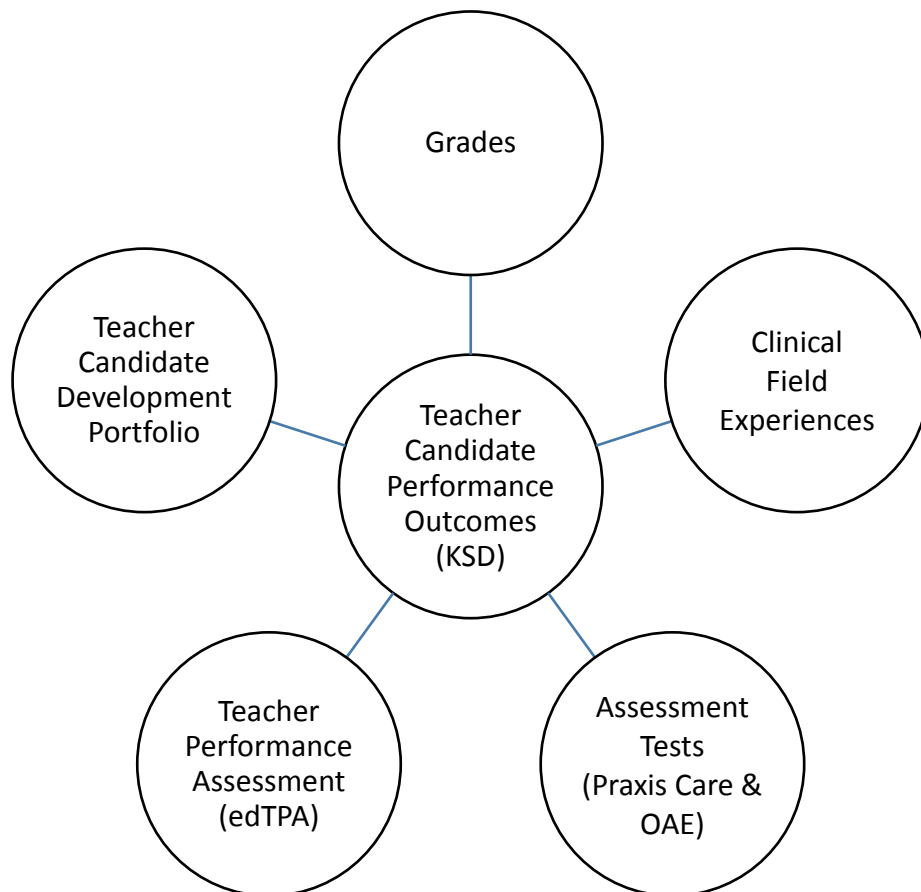 Grades
Teacher
Candidate
Development
Portfolio
Clinical
Field
Experiences
Teacher
Candidate
Performance
Outcomes
(KSD)
Teacher
Performance
Assessment
(edTPA)
Assessment
Tests
(Praxis Care &
OAE)